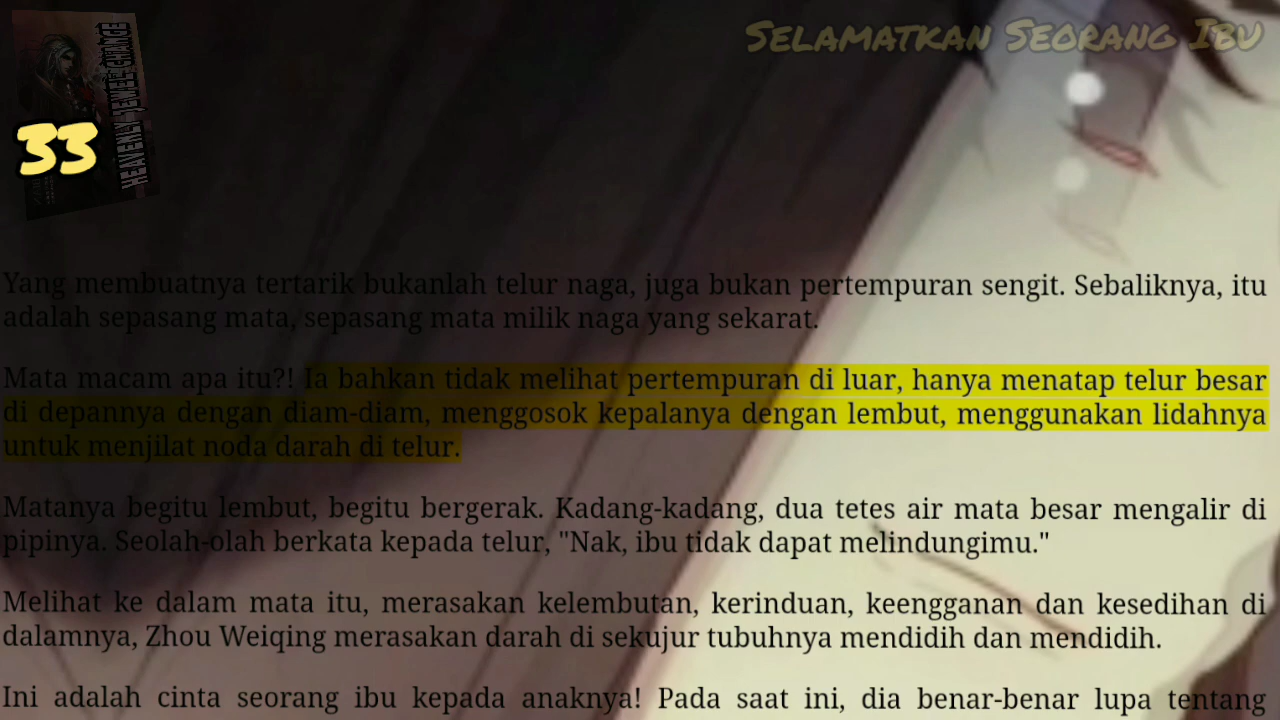 Selamatkan Seorang Ibu
HEAVENLY JEWEL CHANGE
33
Yang membuatnya tertarik bukanlah telur naga, juga bukan pertempuran sengit. Sebaliknya, itu
adalah sepasang mata, sepasang mata milik naga yang sekarat.
Mata macam apa itu?! Ia bahkan tidak melihat pertempuran di luar, hanya menatap telur besar
di depannya dengan diam-diam, menggosok kepalanya dengan lembut, menggunakan lidahnya
untuk menjilat noda darah di telur.
Matanya begitu lembut, begitu bergerak. Kadang-kadang, dua tetes air mata besar mengalir di
pipinya. Seolah-olah berkata kepada telur, "Nak, ibu tidak dapat melindungimu."
Melihat ke dalam mata itu, merasakan kelembutan, kerinduan, keengganan dan kesedihan di
dalamnya, Zhou Weiqing merasakan darah di sekujur tubuhnya mendidih dan mendidih.
Ini adalah cinta seorang ibu kepada anaknya! Pada saat ini, dia benar-benar lupa tentang